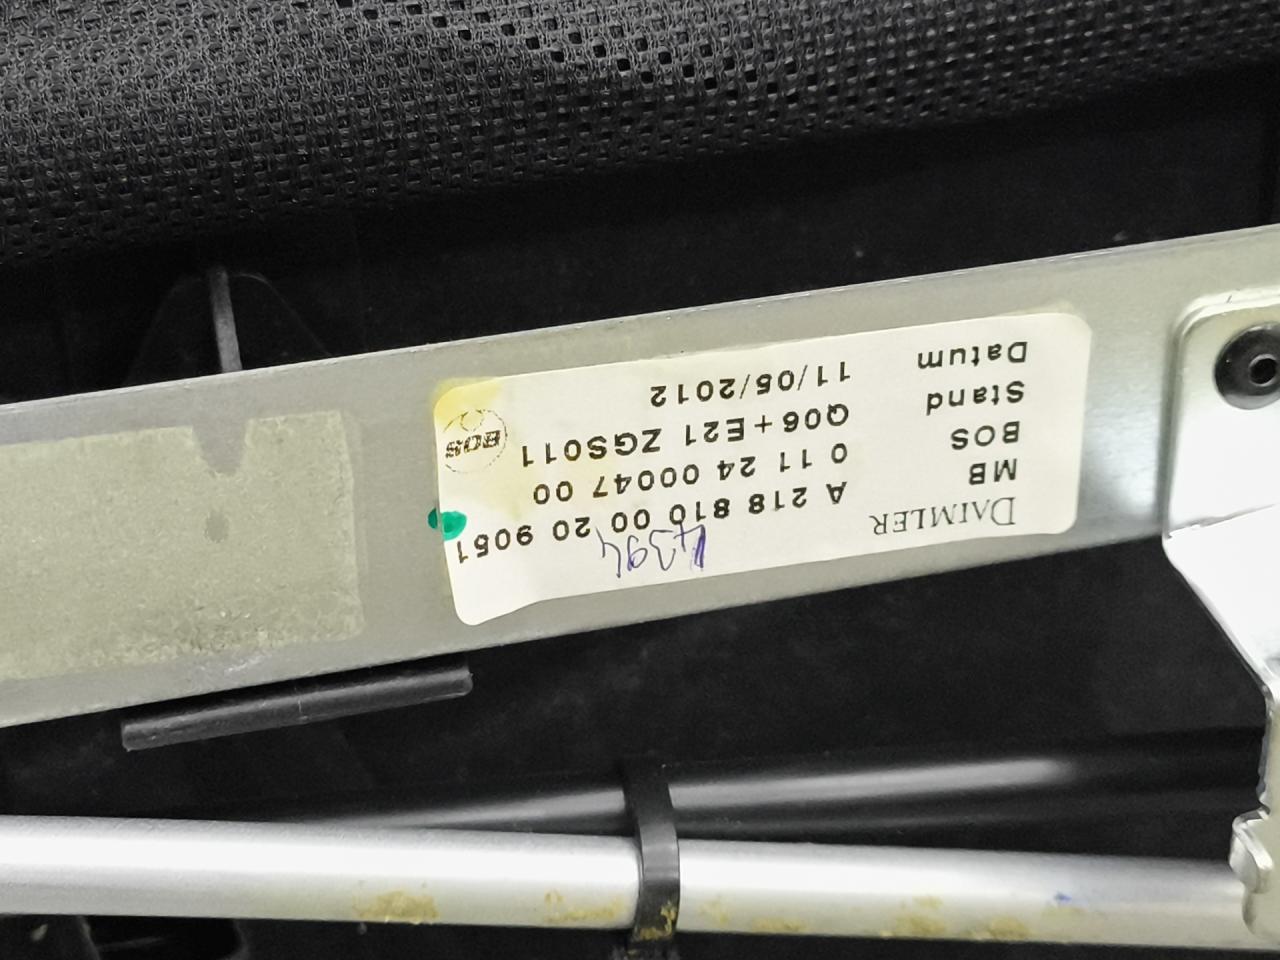 4394
DAIMLER
MB A 218 810 00 20 9051
BOS 0 11 24 00047 00
Stand Q06+E21 ZGS011
Datum 11/05/2012
BOS